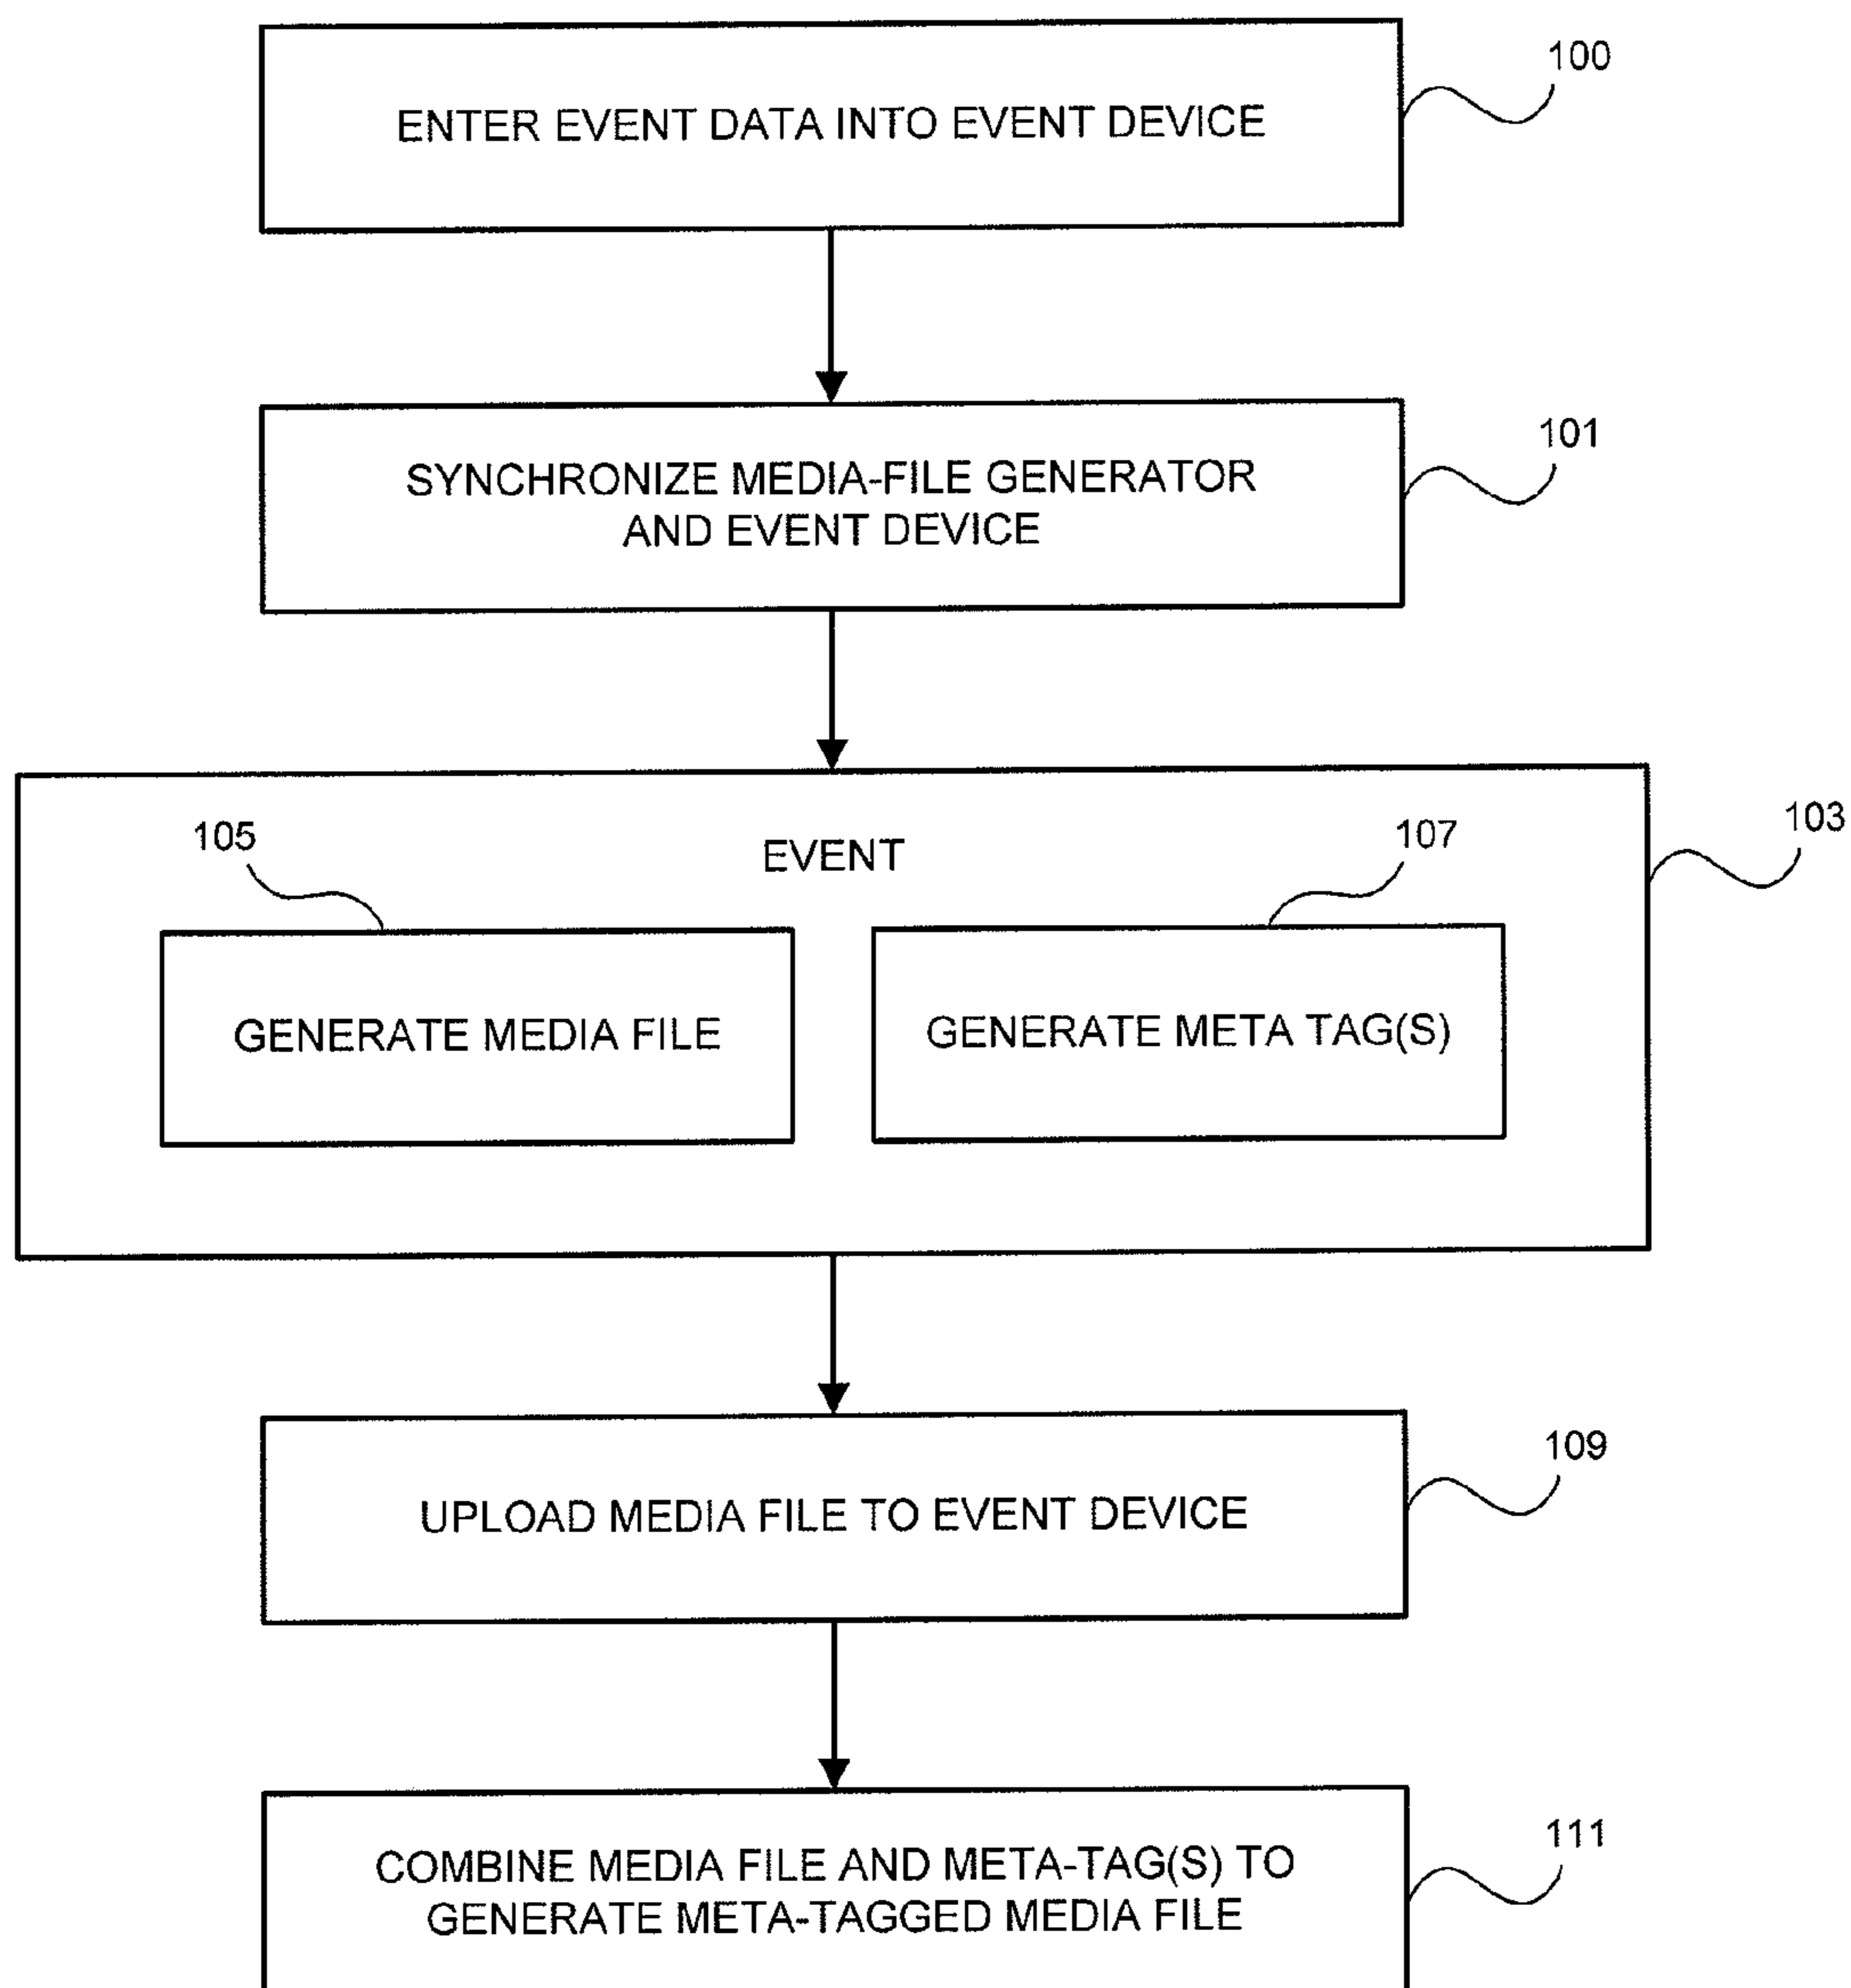 100
ENTER EVENT DATA INTO EVENT DEVICE
101
SYNCHRONIZE MEDIA-FILE GENERATOR
AND EVENT DEVICE
103
105
EVENT
107
GENERATE MEDIA FILE
GENERATE META TAG(S)
109
UPLOAD MEDIA FILE TO EVENT DEVICE
111
COMBINE MEDIA FILE AND META-TAG(S) TO
GENERATE META-TAGGED MEDIA FILE